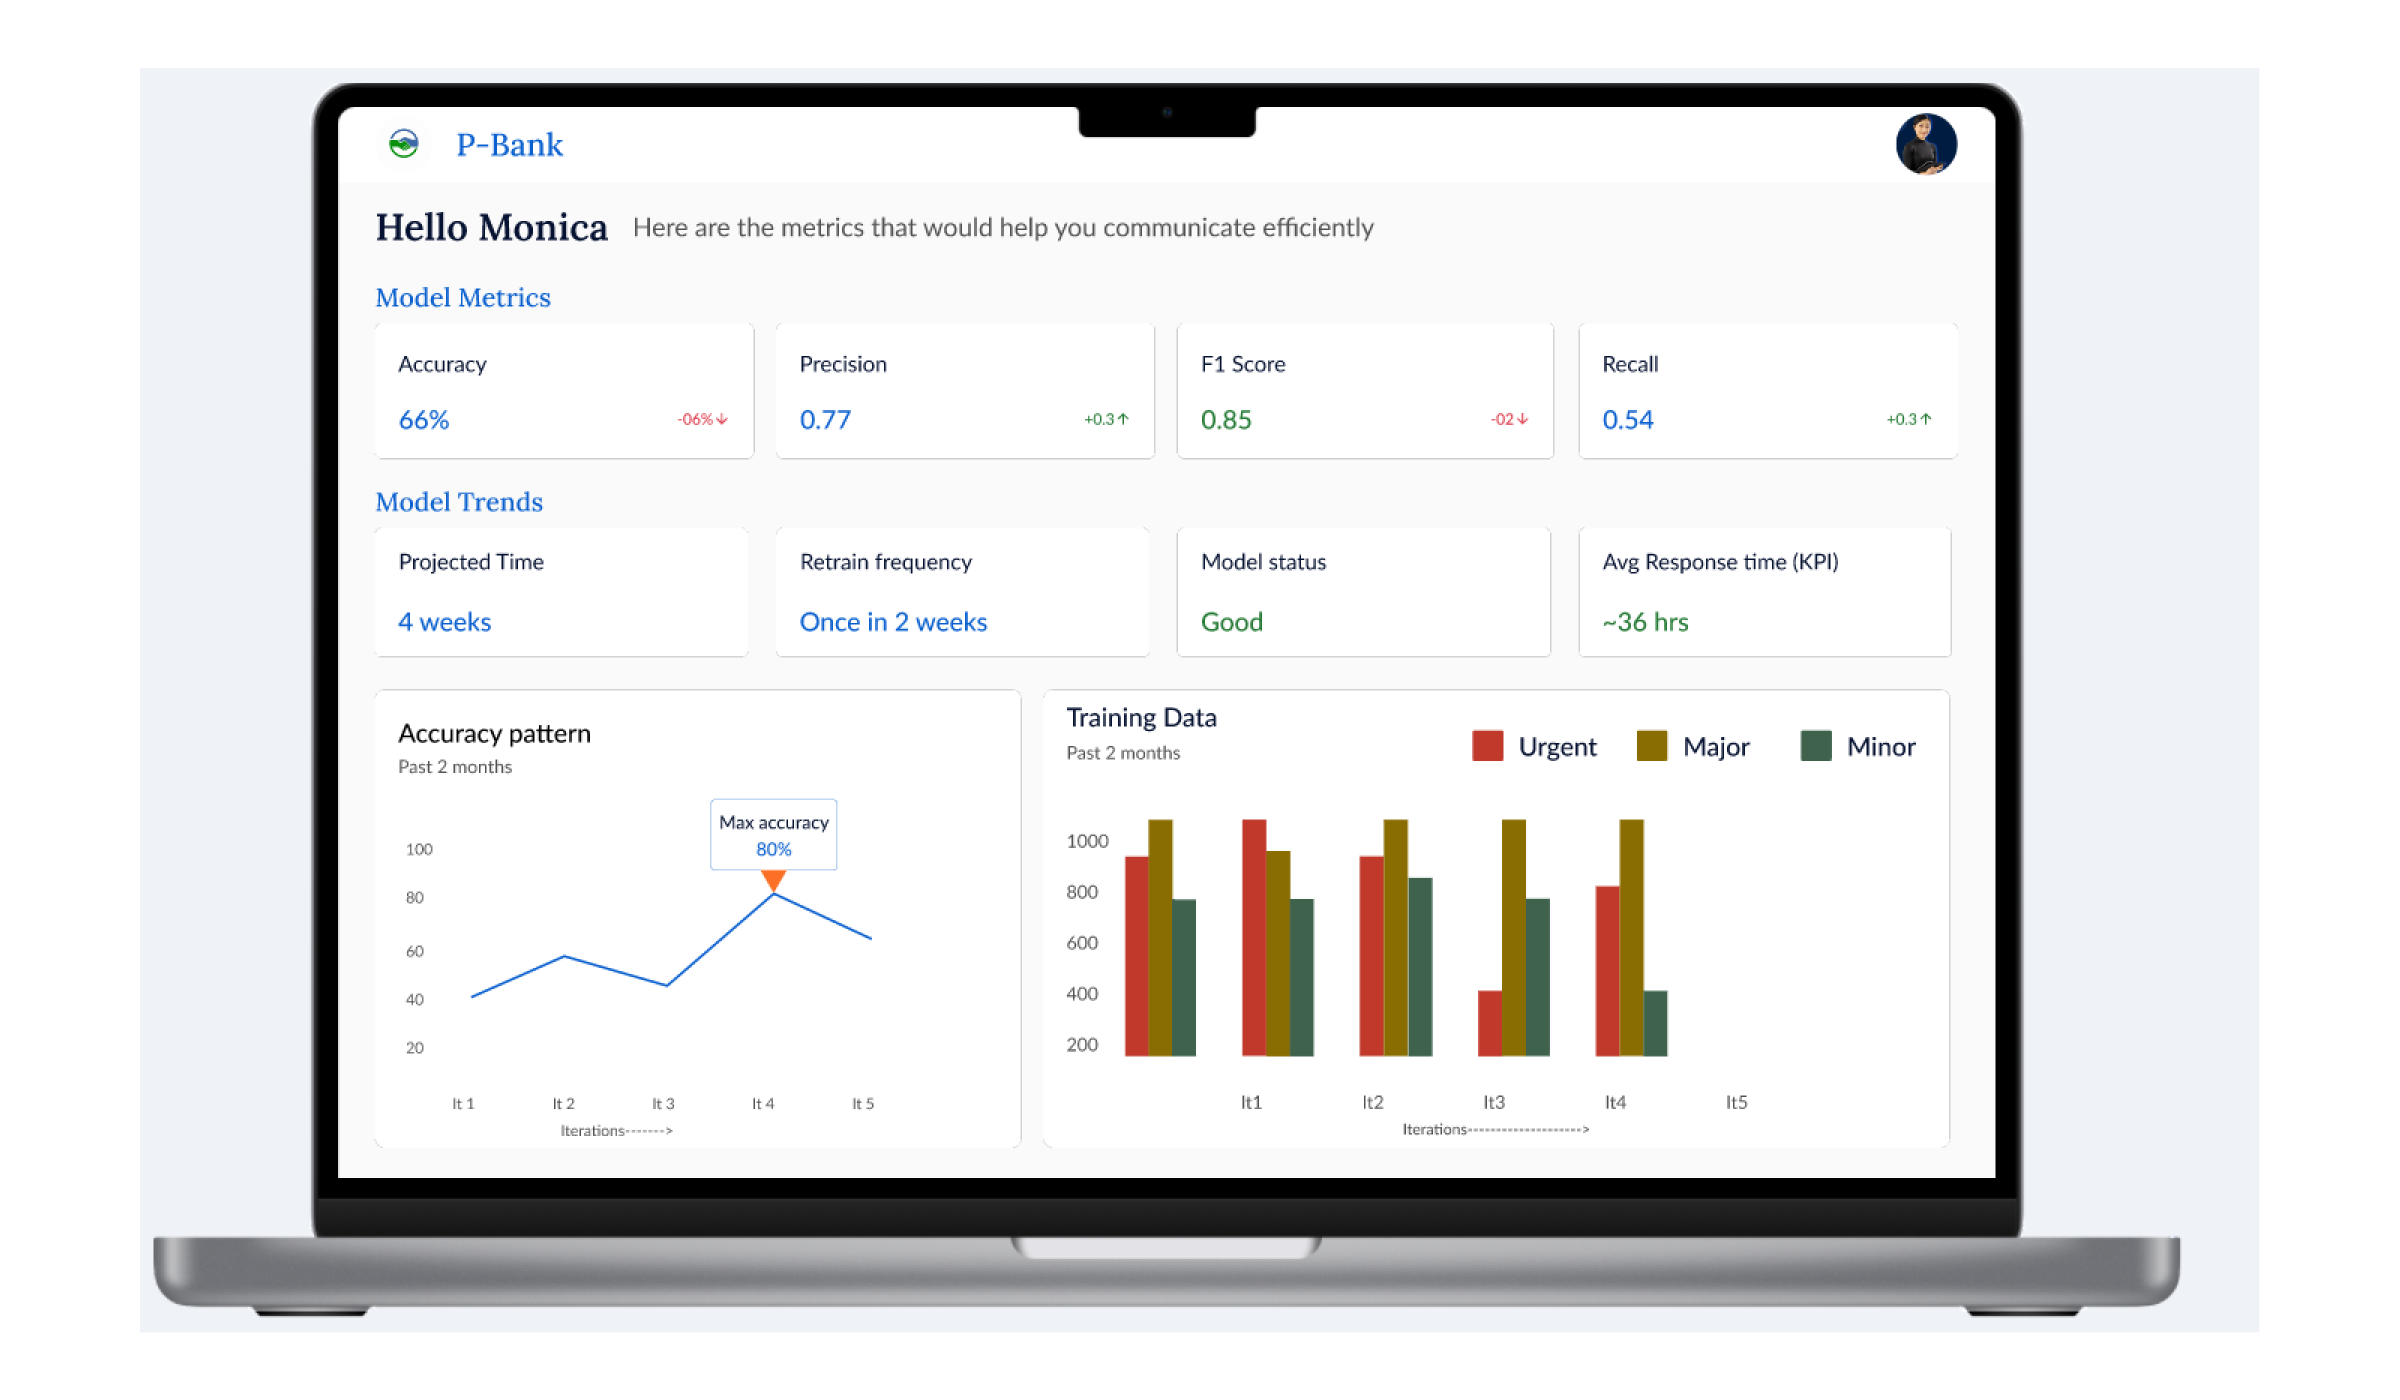 P-Bank
Hello Monica Here are the metrics that would help you communicate efficiently
Model Metrics
Accuracy
66% -06%↓
Precision
0.77 +0.3↑
F1 Score
0.85 -02↓
Recall
0.54 +0.3↑
Model Trends
Projected Time
4 weeks
Retrain frequency
Once in 2 weeks
Model status
Good
Avg Response time (KPI)
~36 hrs
Accuracy pattern
Past 2 months
Max accuracy
80%
100
80
60
40
20
It 1 It 2 It 3 It 4 It 5
Iterations------->
Training Data
Past 2 months
Urgent Major Minor
1000
800
600
400
200
It1 It2 It3 It4 It5
Iterations-------------------->